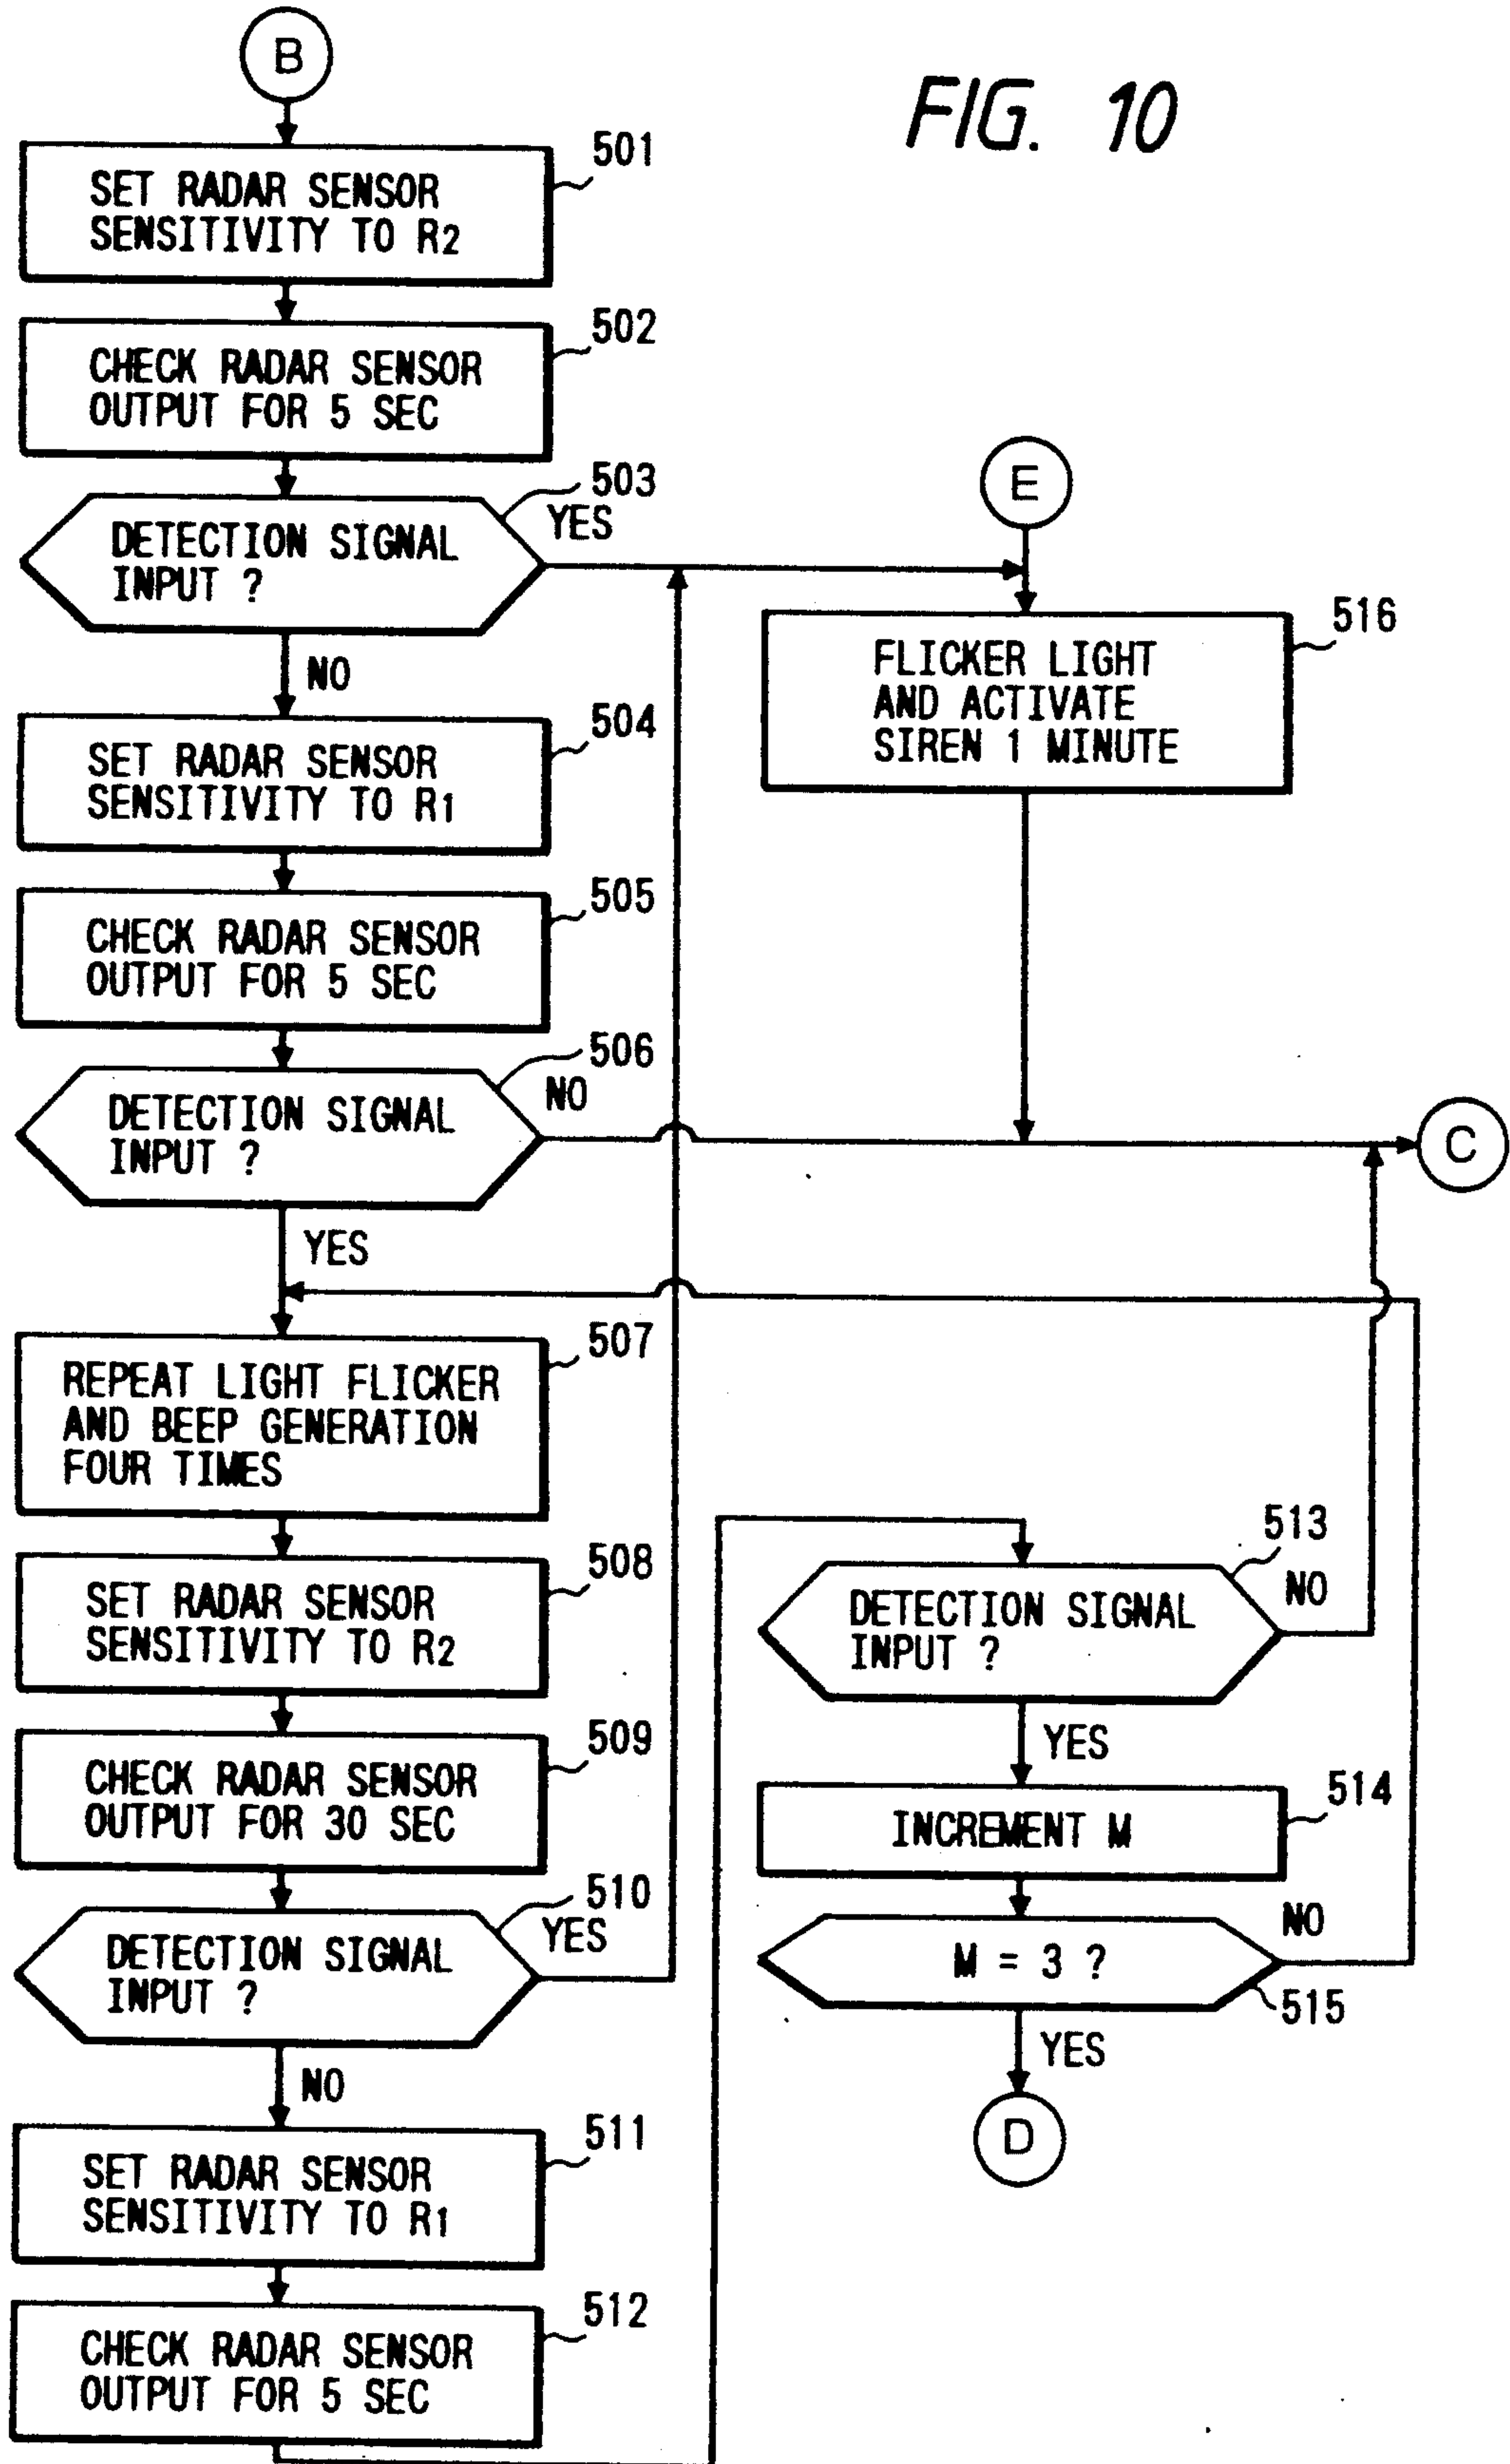 B
FIG. 10
501
SET RADAR SENSOR
SENSITIVITY TO R2
502
CHECK RADAR SENSOR
OUTPUT FOR 5 SEC
503
DETECTION SIGNAL
INPUT ?
YES
NO
504
SET RADAR SENSOR
SENSITIVITY TO R1
505
CHECK RADAR SENSOR
OUTPUT FOR 5 SEC
506
DETECTION SIGNAL
INPUT ?
NO
YES
507
REPEAT LIGHT FLICKER
AND BEEP GENERATION
FOUR TIMES
508
SET RADAR SENSOR
SENSITIVITY TO R2
509
CHECK RADAR SENSOR
OUTPUT FOR 30 SEC
510
DETECTION SIGNAL
INPUT ?
YES
NO
511
SET RADAR SENSOR
SENSITIVITY TO R1
512
CHECK RADAR SENSOR
OUTPUT FOR 5 SEC
E
516
FLICKER LIGHT
AND ACTIVATE
SIREN 1 MINUTE
C
513
DETECTION SIGNAL
INPUT ?
NO
YES
514
INCREMENT M
NO
M = 3 ?
515
YES
D